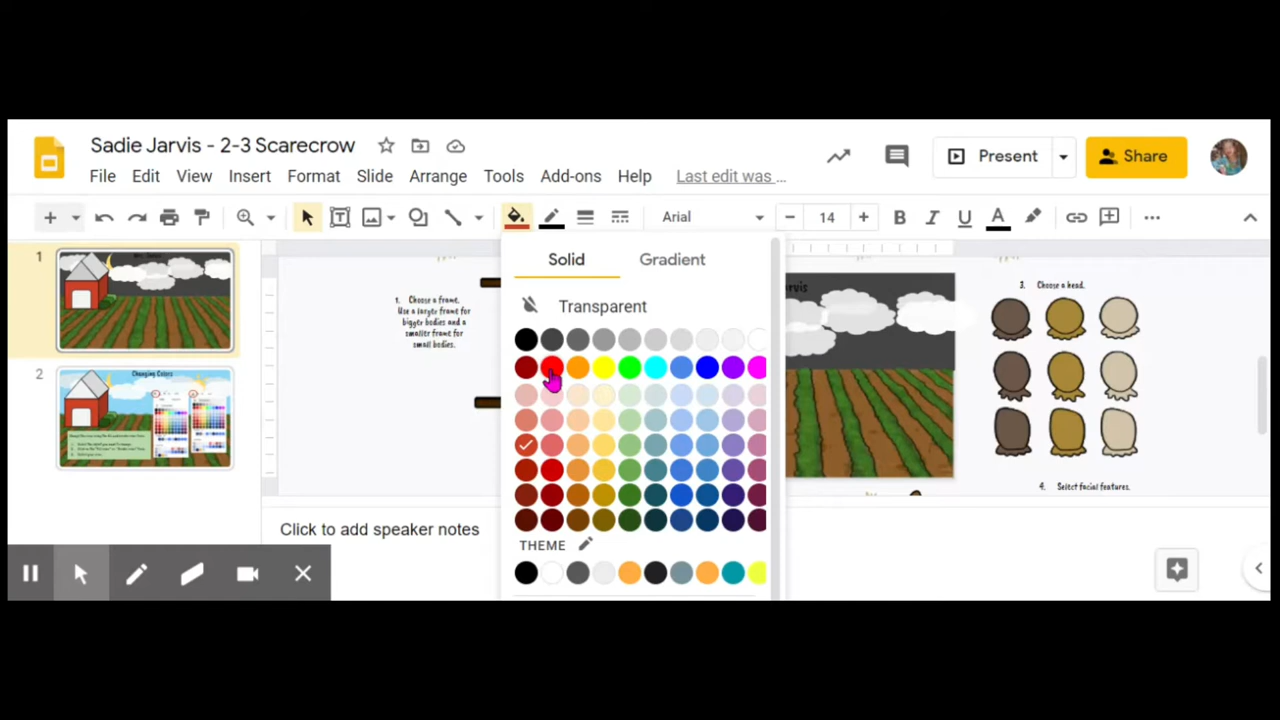 Sadie Jarvis - 2-3 Scarecrow
Present
Share
File Edit View Insert Format Slide Arrange Tools Add-ons Help Last edit was ...
Arial
14
1
2
Changing Colors
Solid Gradient
Transparent
THEME
1. Choose a frame.
Use a larger frame for
bigger bodies and a
smaller frame for
small bodies.
3. Choose a head.
4. Select facial features.
Click to add speaker notes